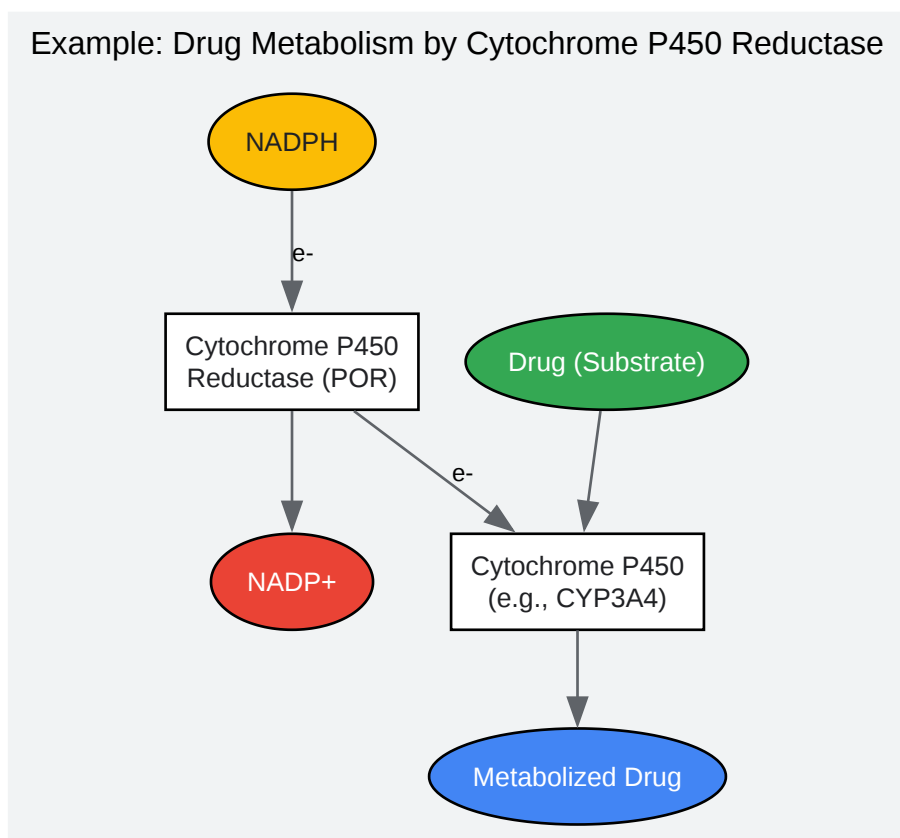 Example: Drug Metabolism by Cytochrome P450 Reductase
NADPH
e-
Cytochrome P450
Reductase (POR)
Drug (Substrate)
e-
NADP+
Cytochrome P450
(e.g., CYP3A4)
Metabolized Drug